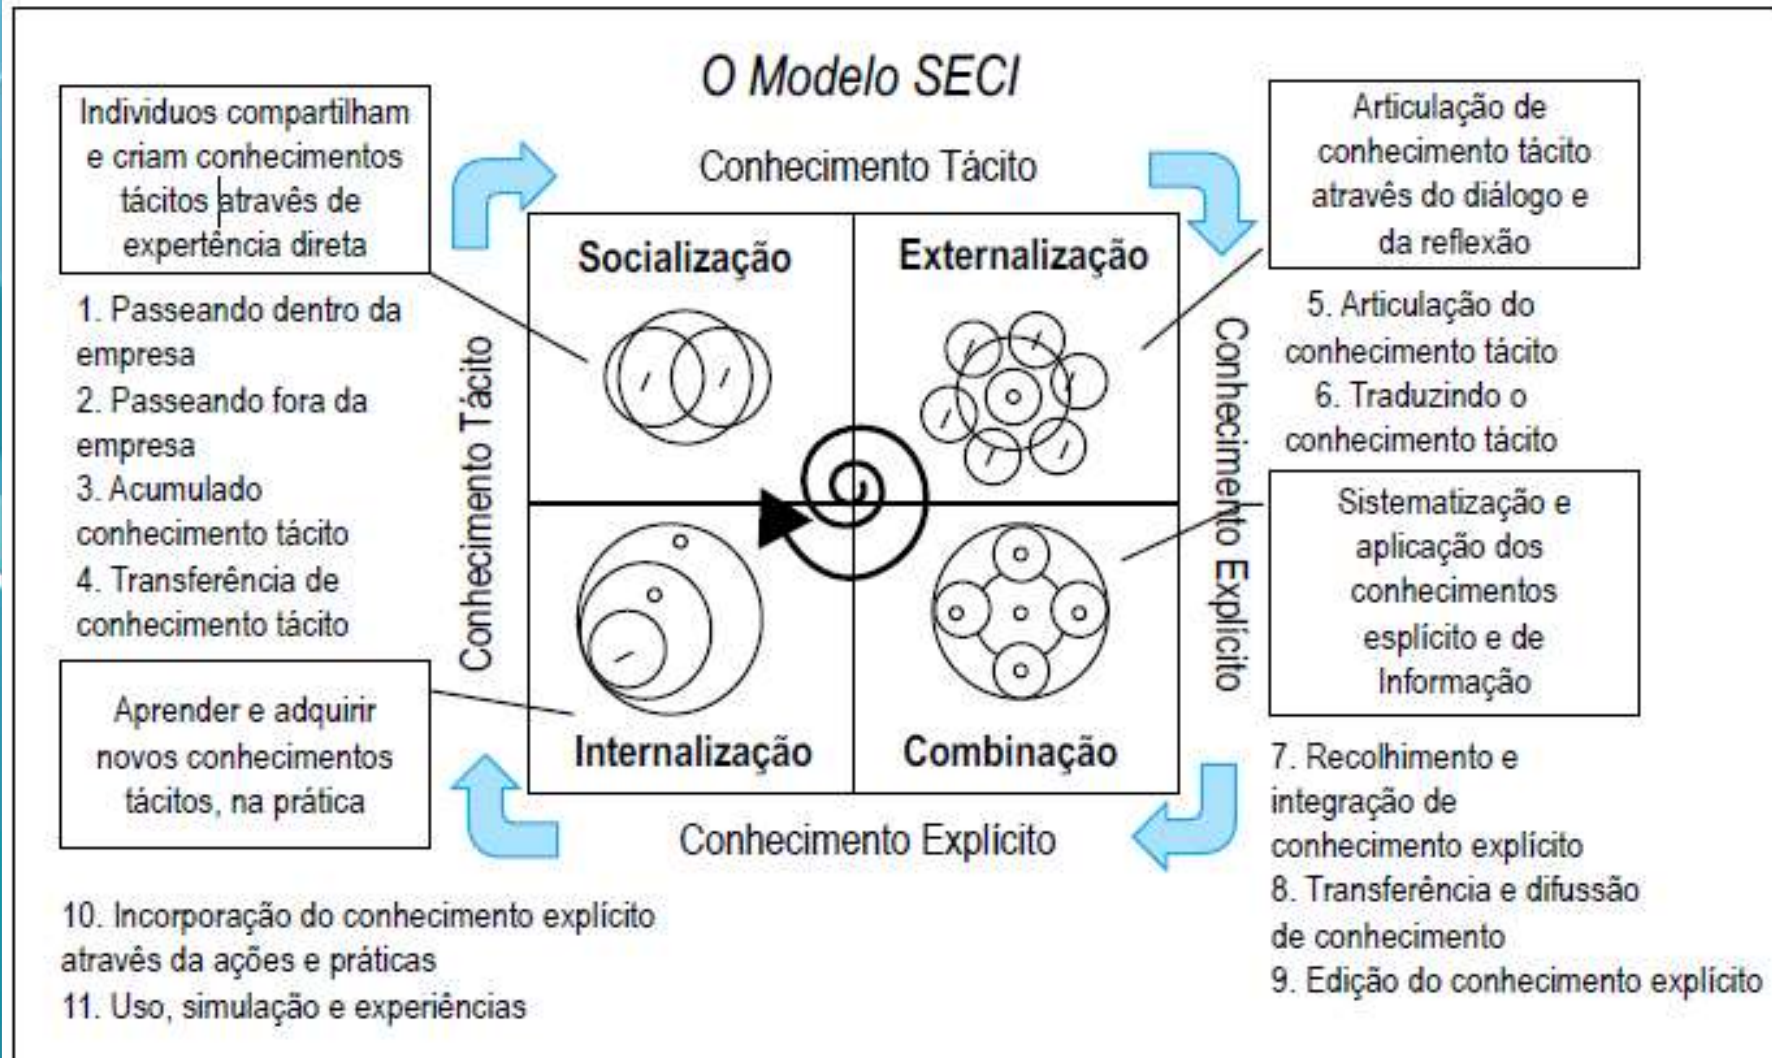 O Modelo SECI
Individuos compartilham
e criam conhecimentos
tácitos através de
expertência direta
1. Passeando dentro da
empresa
2. Passeando fora da
empresa
3. Acumulado
conhecimento tácito
4. Transferência de
conhecimento tácito
Aprender e adquirir
novos conhecimentos
tácitos, na prática
10. Incorporação do conhecimento explícito
através da ações e práticas
11. Uso, simulação e experiências
Conhecimento Tácito
Conhecimento Tácito
Socialização
Externalização
Internalização
Combinação
Conhecimento Explícito
Conhecimento Explícito
Articulação de
conhecimento tácito
através do diálogo e
da reflexão
5. Articulação do
conhecimento tácito
6. Traduzindo o
conhecimento tácito
Sistematização e
aplicação dos
conhecimentos
esplícito e de
Informação
7. Recolhimento e
integração de
conhecimento explícito
8. Transferência e difussão
de conhecimento
9. Edição do conhecimento explícito